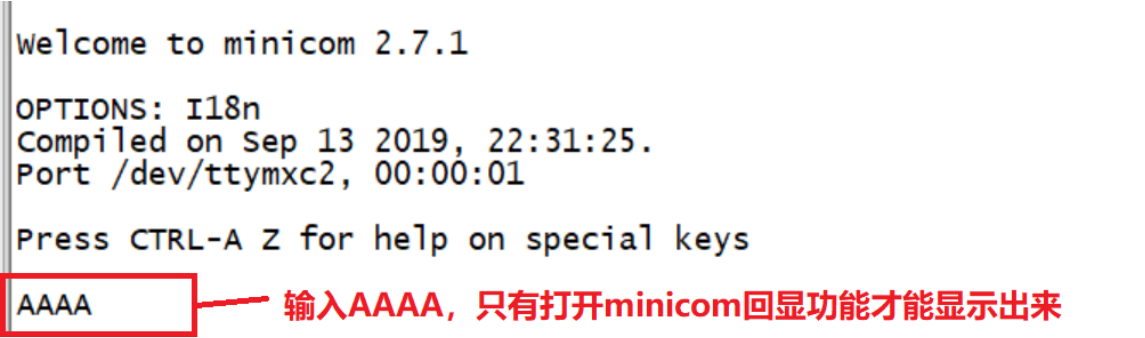 Welcome to minicom 2.7.1
OPTIONS: I18n
Compiled on Sep 13 2019, 22:31:25.
Port /dev/ttymxc2, 00:00:01
Press CTRL-A Z for help on special keys
AAAA 输入AAAA，只有打开minicom回显功能才能显示出来